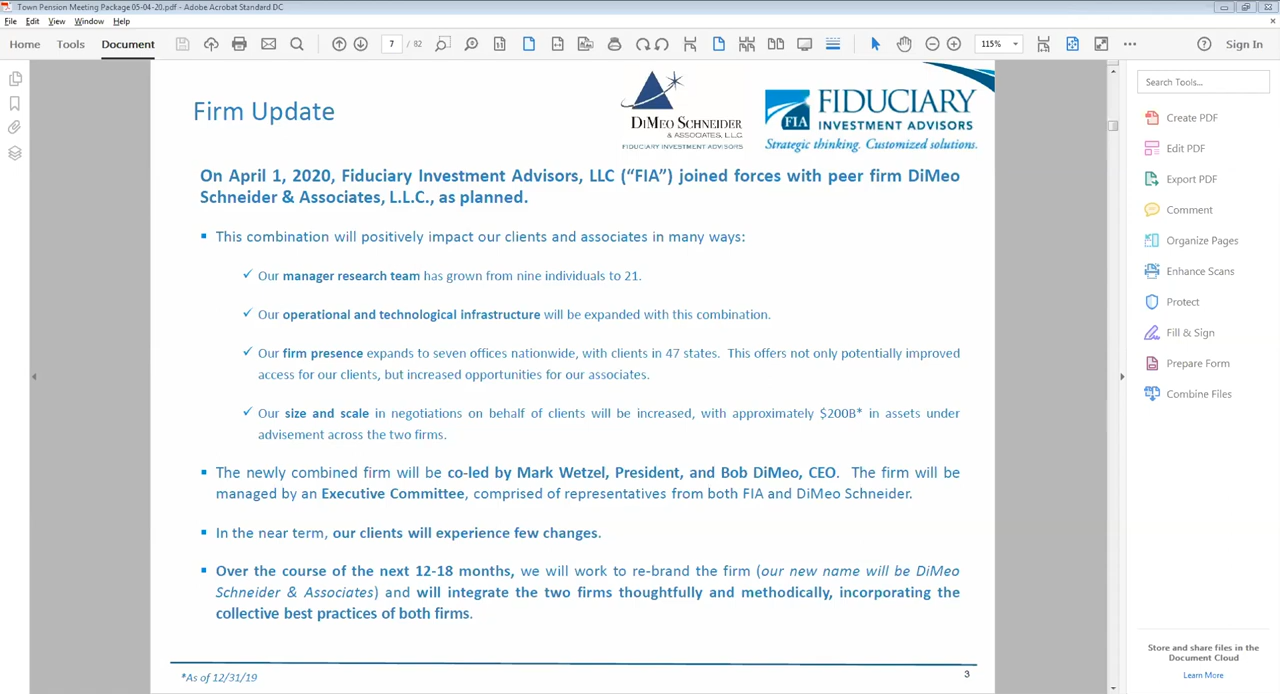 Town Pension Meeting Package 05-04-20.pdf - Adobe Acrobat Standard DC
File Edit View Window Help
Home Tools Document 7 / 82 115% Sign In
Firm Update
DIMEO SCHNEIDER
& ASSOCIATES, L.L.C.
FIDUCIARY INVESTMENT ADVISORS
FIA
FIDUCIARY
INVESTMENT ADVISORS
Strategic thinking. Customized solutions.
On April 1, 2020, Fiduciary Investment Advisors, LLC (“FIA”) joined forces with peer firm DiMeo
Schneider & Associates, L.L.C., as planned.
▪ This combination will positively impact our clients and associates in many ways:
✓ Our manager research team has grown from nine individuals to 21.
✓ Our operational and technological infrastructure will be expanded with this combination.
✓ Our firm presence expands to seven offices nationwide, with clients in 47 states. This offers not only potentially improved
access for our clients, but increased opportunities for our associates.
✓ Our size and scale in negotiations on behalf of clients will be increased, with approximately $200B* in assets under
advisement across the two firms.
▪ The newly combined firm will be co-led by Mark Wetzel, President, and Bob DiMeo, CEO. The firm will be
managed by an Executive Committee, comprised of representatives from both FIA and DiMeo Schneider.
▪ In the near term, our clients will experience few changes.
▪ Over the course of the next 12-18 months, we will work to re-brand the firm (our new name will be DiMeo
Schneider & Associates) and will integrate the two firms thoughtfully and methodically, incorporating the
collective best practices of both firms.
*As of 12/31/19
3
Search Tools...
Create PDF
Edit PDF
Export PDF
Comment
Organize Pages
Enhance Scans
Protect
Fill & Sign
Prepare Form
Combine Files
Store and share files in the
Document Cloud
Learn More